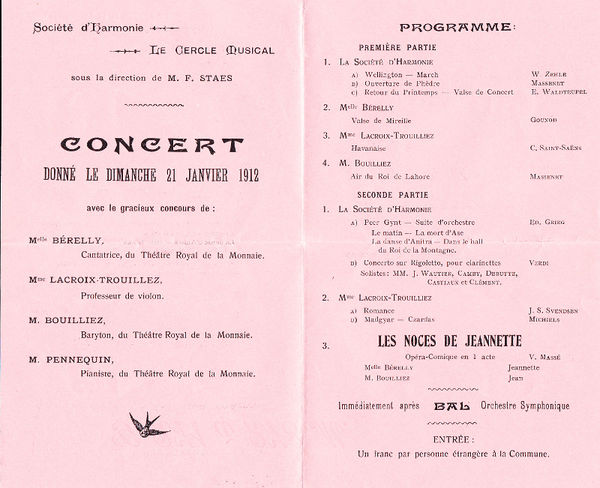 Société d'Harmonie
LE CERCLE MUSICAL
sous la direction de M. F. STAES
CONCERT
DONNÉ LE DIMANCHE 21 JANVIER 1912
avec le gracieux concours de :
Melle BÉRELLY,
Cantatrice, du Théâtre Royal de la Monnaie.
Mme LACROIX-TROUILLEZ,
Professeur de violon.
M. BOUILLIEZ,
Baryton, du Théâtre Royal de la Monnaie.
M. PENNEQUIN,
Pianiste, du Théâtre Royal de la Monnaie.
PROGRAMME:
PREMIÈRE PARTIE
1. LA SOCIÉTÉ D'HARMONIE
A) Wellington — March W. ZEHLE
B) Ouverture de Phèdre MASSENET
C) Retour du Printemps — Valse de Concert E. WALDTEUFEL
2. Melle BÉRELLY
Valse de Mireille GOUNOD
3. Mme LACROIX-TROUILLIEZ
Havanaise C. SAINT-SAËNS
4. M. BOUILLIEZ
Air du Roi de Lahore MASSENET
SECONDE PARTIE
1. LA SOCIÉTÉ D'HARMONIE
A) Peer Gynt — Suite d'orchestre ED. GRIEG
Le matin — La mort d'Ase
La danse d'Anitra — Dans le hall
du Roi de la Montagne.
B) Concerto sur Rigoletto, pour clarinettes VERDI
Solistes : MM. J. WAUTIER, CAMBY, DEBUTTE,
CASTIAUX et CLÉMENT.
2. Mme LACROIX-TROUILLIEZ
A) Romance J. S. SVENDSEN
B) Madgyar — Czardas MICHIELS
3. LES NOCES DE JEANNETTE
Opéra-Comique en 1 acte V. MASSÉ
Melle BÉRELLY Jeannette
M. BOUILLIEZ Jean
Immédiatement après BAL Orchestre Symphonique
ENTRÉE :
Un franc par personne étrangère à la Commune.